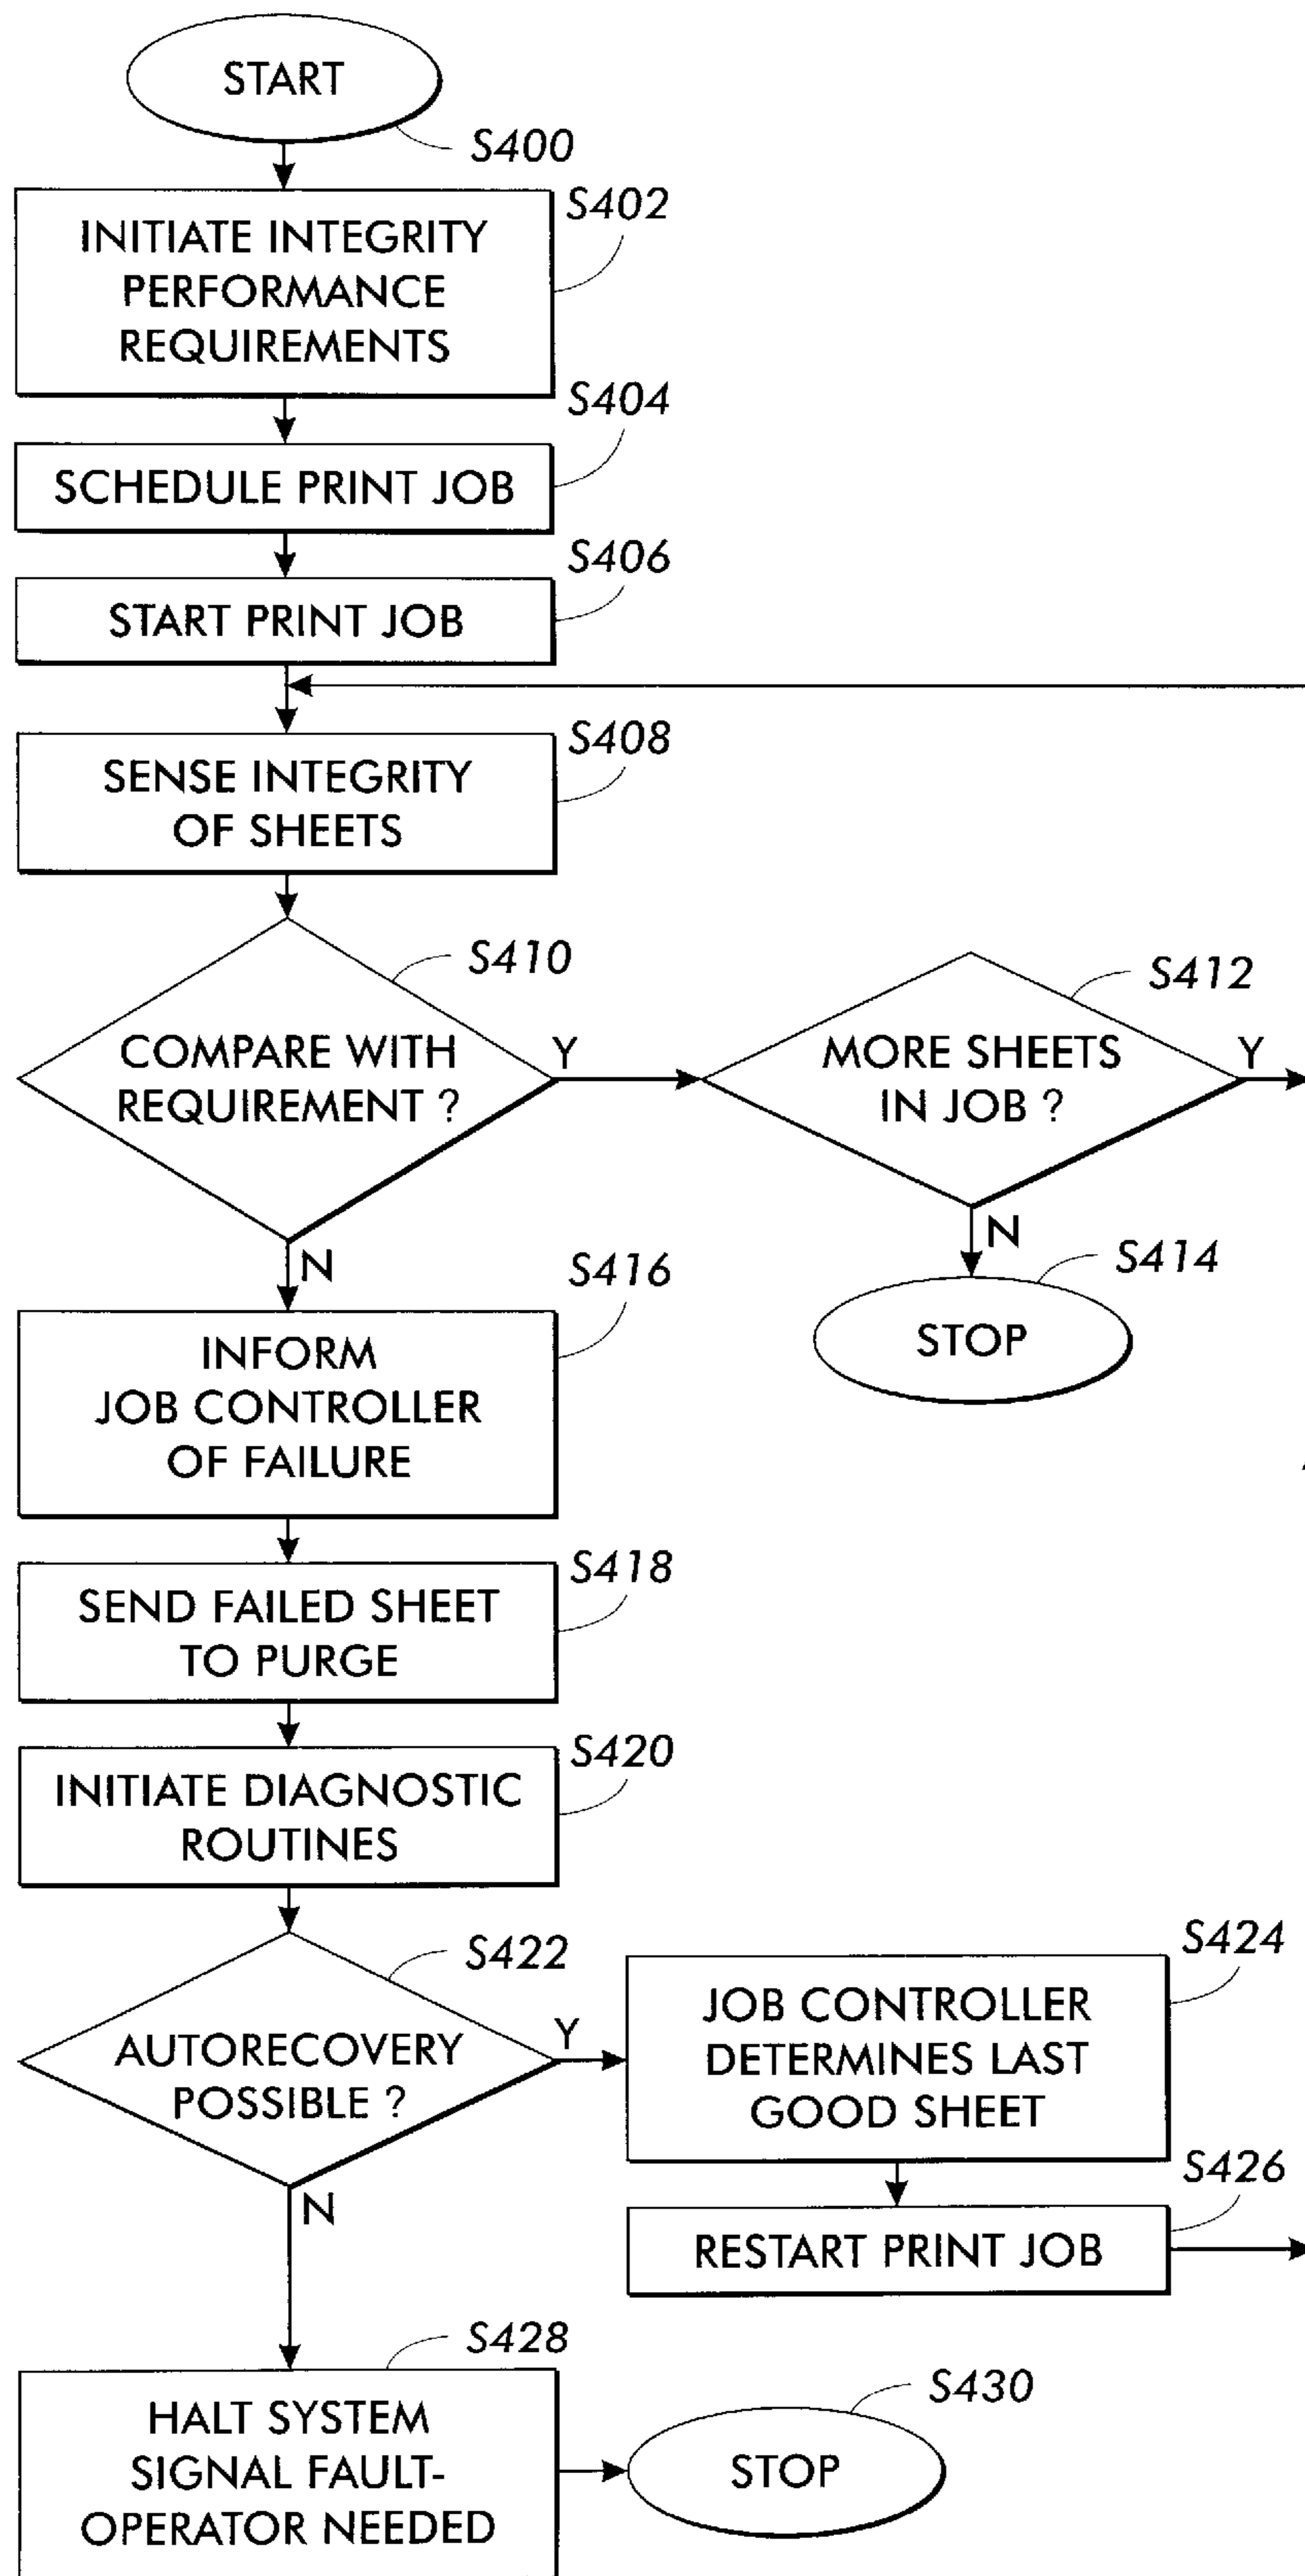 START
S400
INITIATE INTEGRITY
PERFORMANCE
REQUIREMENTS
S402
SCHEDULE PRINT JOB
S404
START PRINT JOB
S406
SENSE INTEGRITY
OF SHEETS
S408
COMPARE WITH
REQUIREMENT ?
S410
Y
N
MORE SHEETS
IN JOB ?
S412
Y
N
STOP
S414
INFORM
JOB CONTROLLER
OF FAILURE
S416
SEND FAILED SHEET
TO PURGE
S418
INITIATE DIAGNOSTIC
ROUTINES
S420
AUTORECOVERY
POSSIBLE ?
S422
Y
N
JOB CONTROLLER
DETERMINES LAST
GOOD SHEET
S424
RESTART PRINT JOB
S426
HALT SYSTEM
SIGNAL FAULT-
OPERATOR NEEDED
S428
STOP
S430